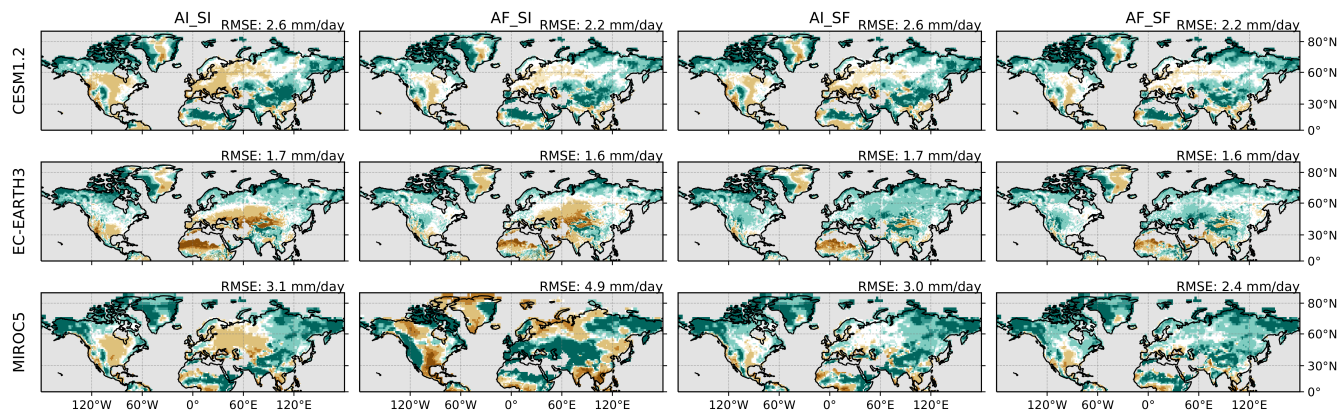 AI_SI AF_SI AI_SF AF_SF
RMSE: 2.6 mm/day RMSE: 2.2 mm/day RMSE: 2.6 mm/day RMSE: 2.2 mm/day
CESM1.2
80°N
60°N
30°N
0°
RMSE: 1.7 mm/day RMSE: 1.6 mm/day RMSE: 1.7 mm/day RMSE: 1.6 mm/day
EC-EARTH3
80°N
60°N
30°N
0°
RMSE: 3.1 mm/day RMSE: 4.9 mm/day RMSE: 3.0 mm/day RMSE: 2.4 mm/day
MIROC5
80°N
60°N
30°N
0°
120°W 60°W 0° 60°E 120°E 120°W 60°W 0° 60°E 120°E 120°W 60°W 0° 60°E 120°E 120°W 60°W 0° 60°E 120°E